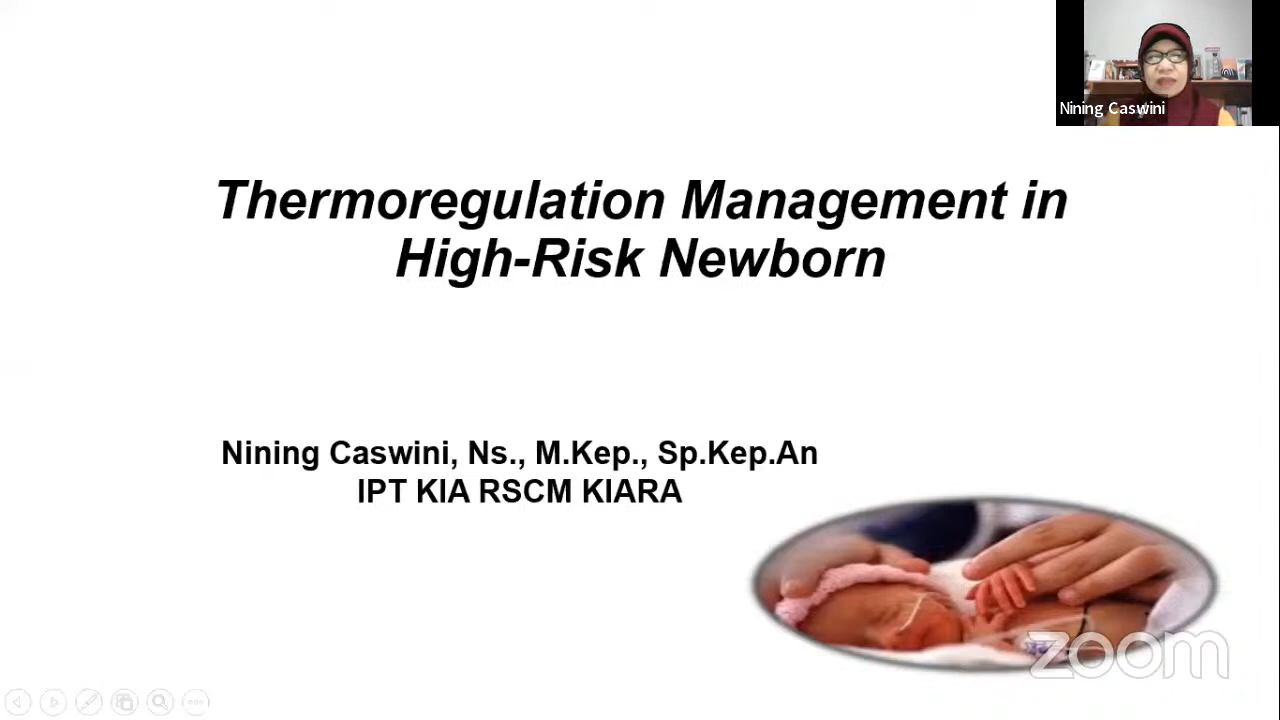 Nining Caswini
Thermoregulation Management in
High-Risk Newborn
Nining Caswini, Ns., M.Kep., Sp.Kep.An
IPT KIA RSCM KIARA
zoom